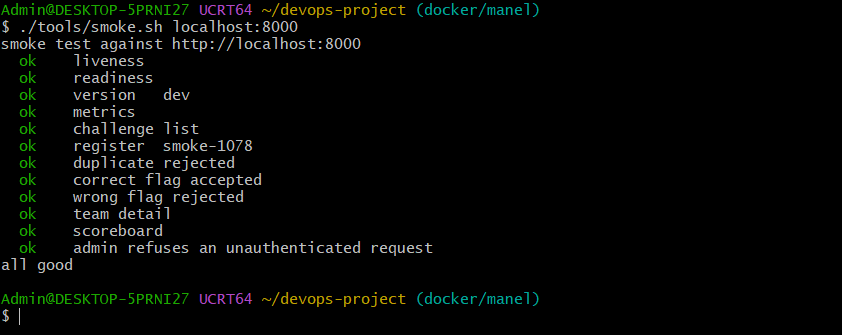 Admin@DESKTOP-5PRNI27 UCRT64 ~/devops-project (docker/manel)
$ ./tools/smoke.sh localhost:8000
smoke test against http://localhost:8000
  ok    liveness
  ok    readiness
  ok    version   dev
  ok    metrics
  ok    challenge list
  ok    register  smoke-1078
  ok    duplicate rejected
  ok    correct flag accepted
  ok    wrong flag rejected
  ok    team detail
  ok    scoreboard
  ok    admin refuses an unauthenticated request
all good
Admin@DESKTOP-5PRNI27 UCRT64 ~/devops-project (docker/manel)
$